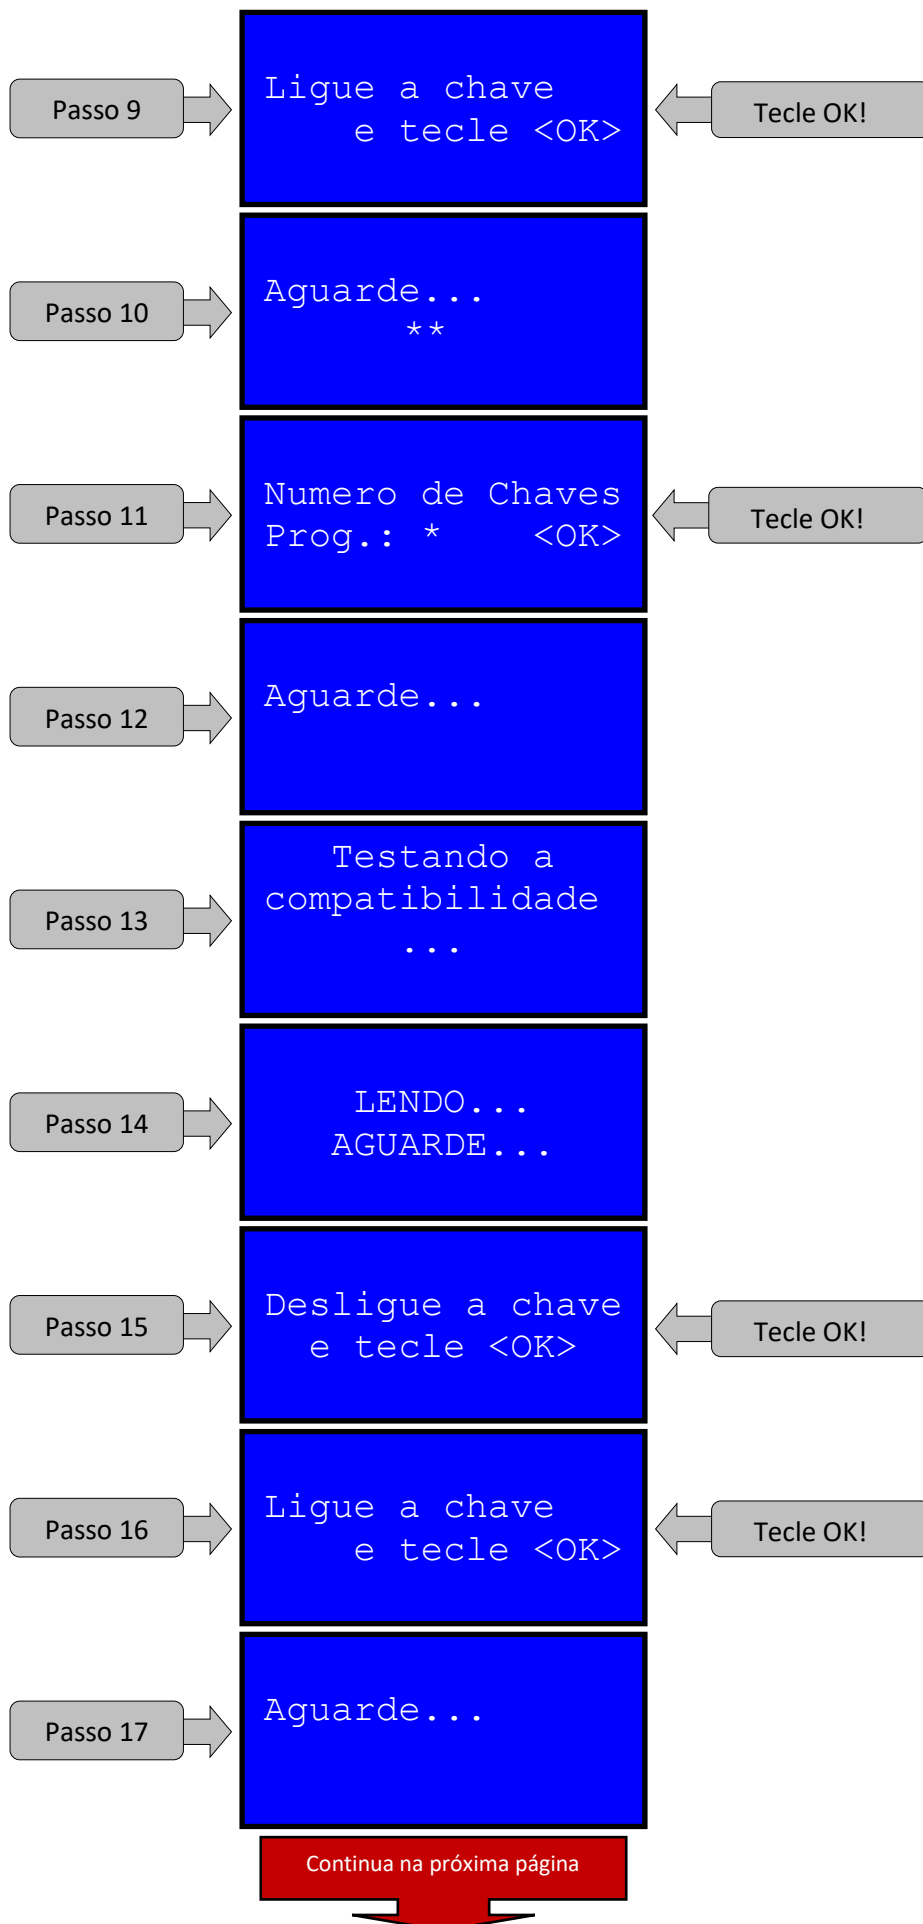 Passo 9
Ligue a chave
e tecle <OK>
Tecle OK!
Passo 10
Aguarde...
**
Passo 11
Numero de Chaves
Prog.: * <OK>
Tecle OK!
Passo 12
Aguarde...
Passo 13
Testando a
compatibilidade
...
Passo 14
LENDO...
AGUARDE...
Passo 15
Desligue a chave
e tecle <OK>
Tecle OK!
Passo 16
Ligue a chave
e tecle <OK>
Tecle OK!
Passo 17
Aguarde...
Continua na próxima página